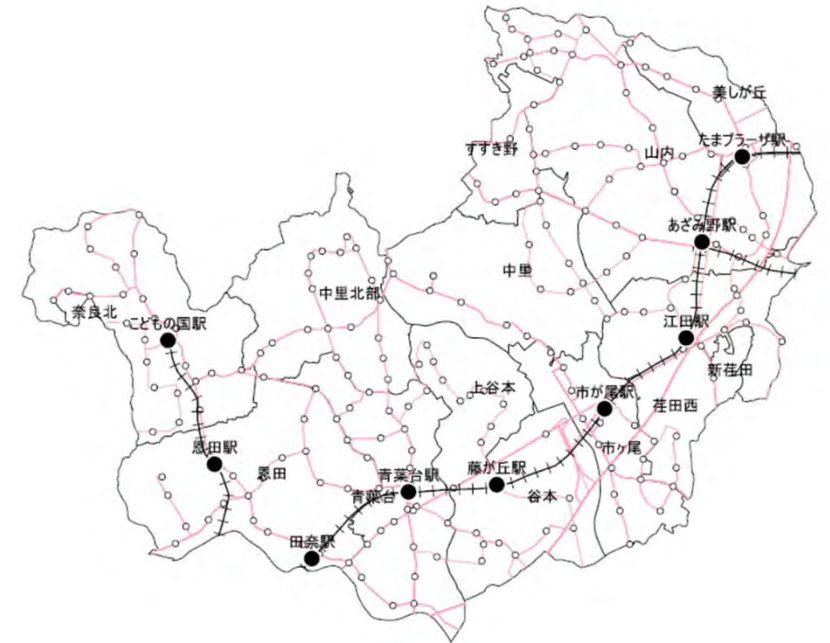 美しが丘
たまプラーザ駅
すすき野
山内
あざみ野駅
中里
中里北部
奈良北
こどもの国駅
江田駅
新荏田
上谷本
市が尾駅
荏田西
恩田駅
市ヶ尾
恩田
青葉台駅
藤が丘駅
青葉台
谷本
田奈駅